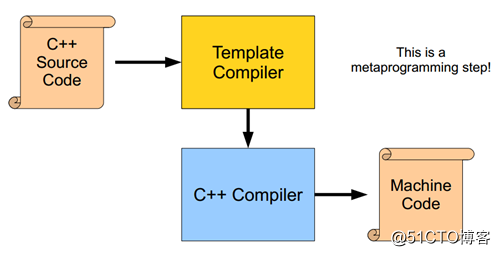 C++
Source
Code
Template
Compiler
This is a
metaprogramming step!
C++ Compiler
Machine
Code
@51CTO博客